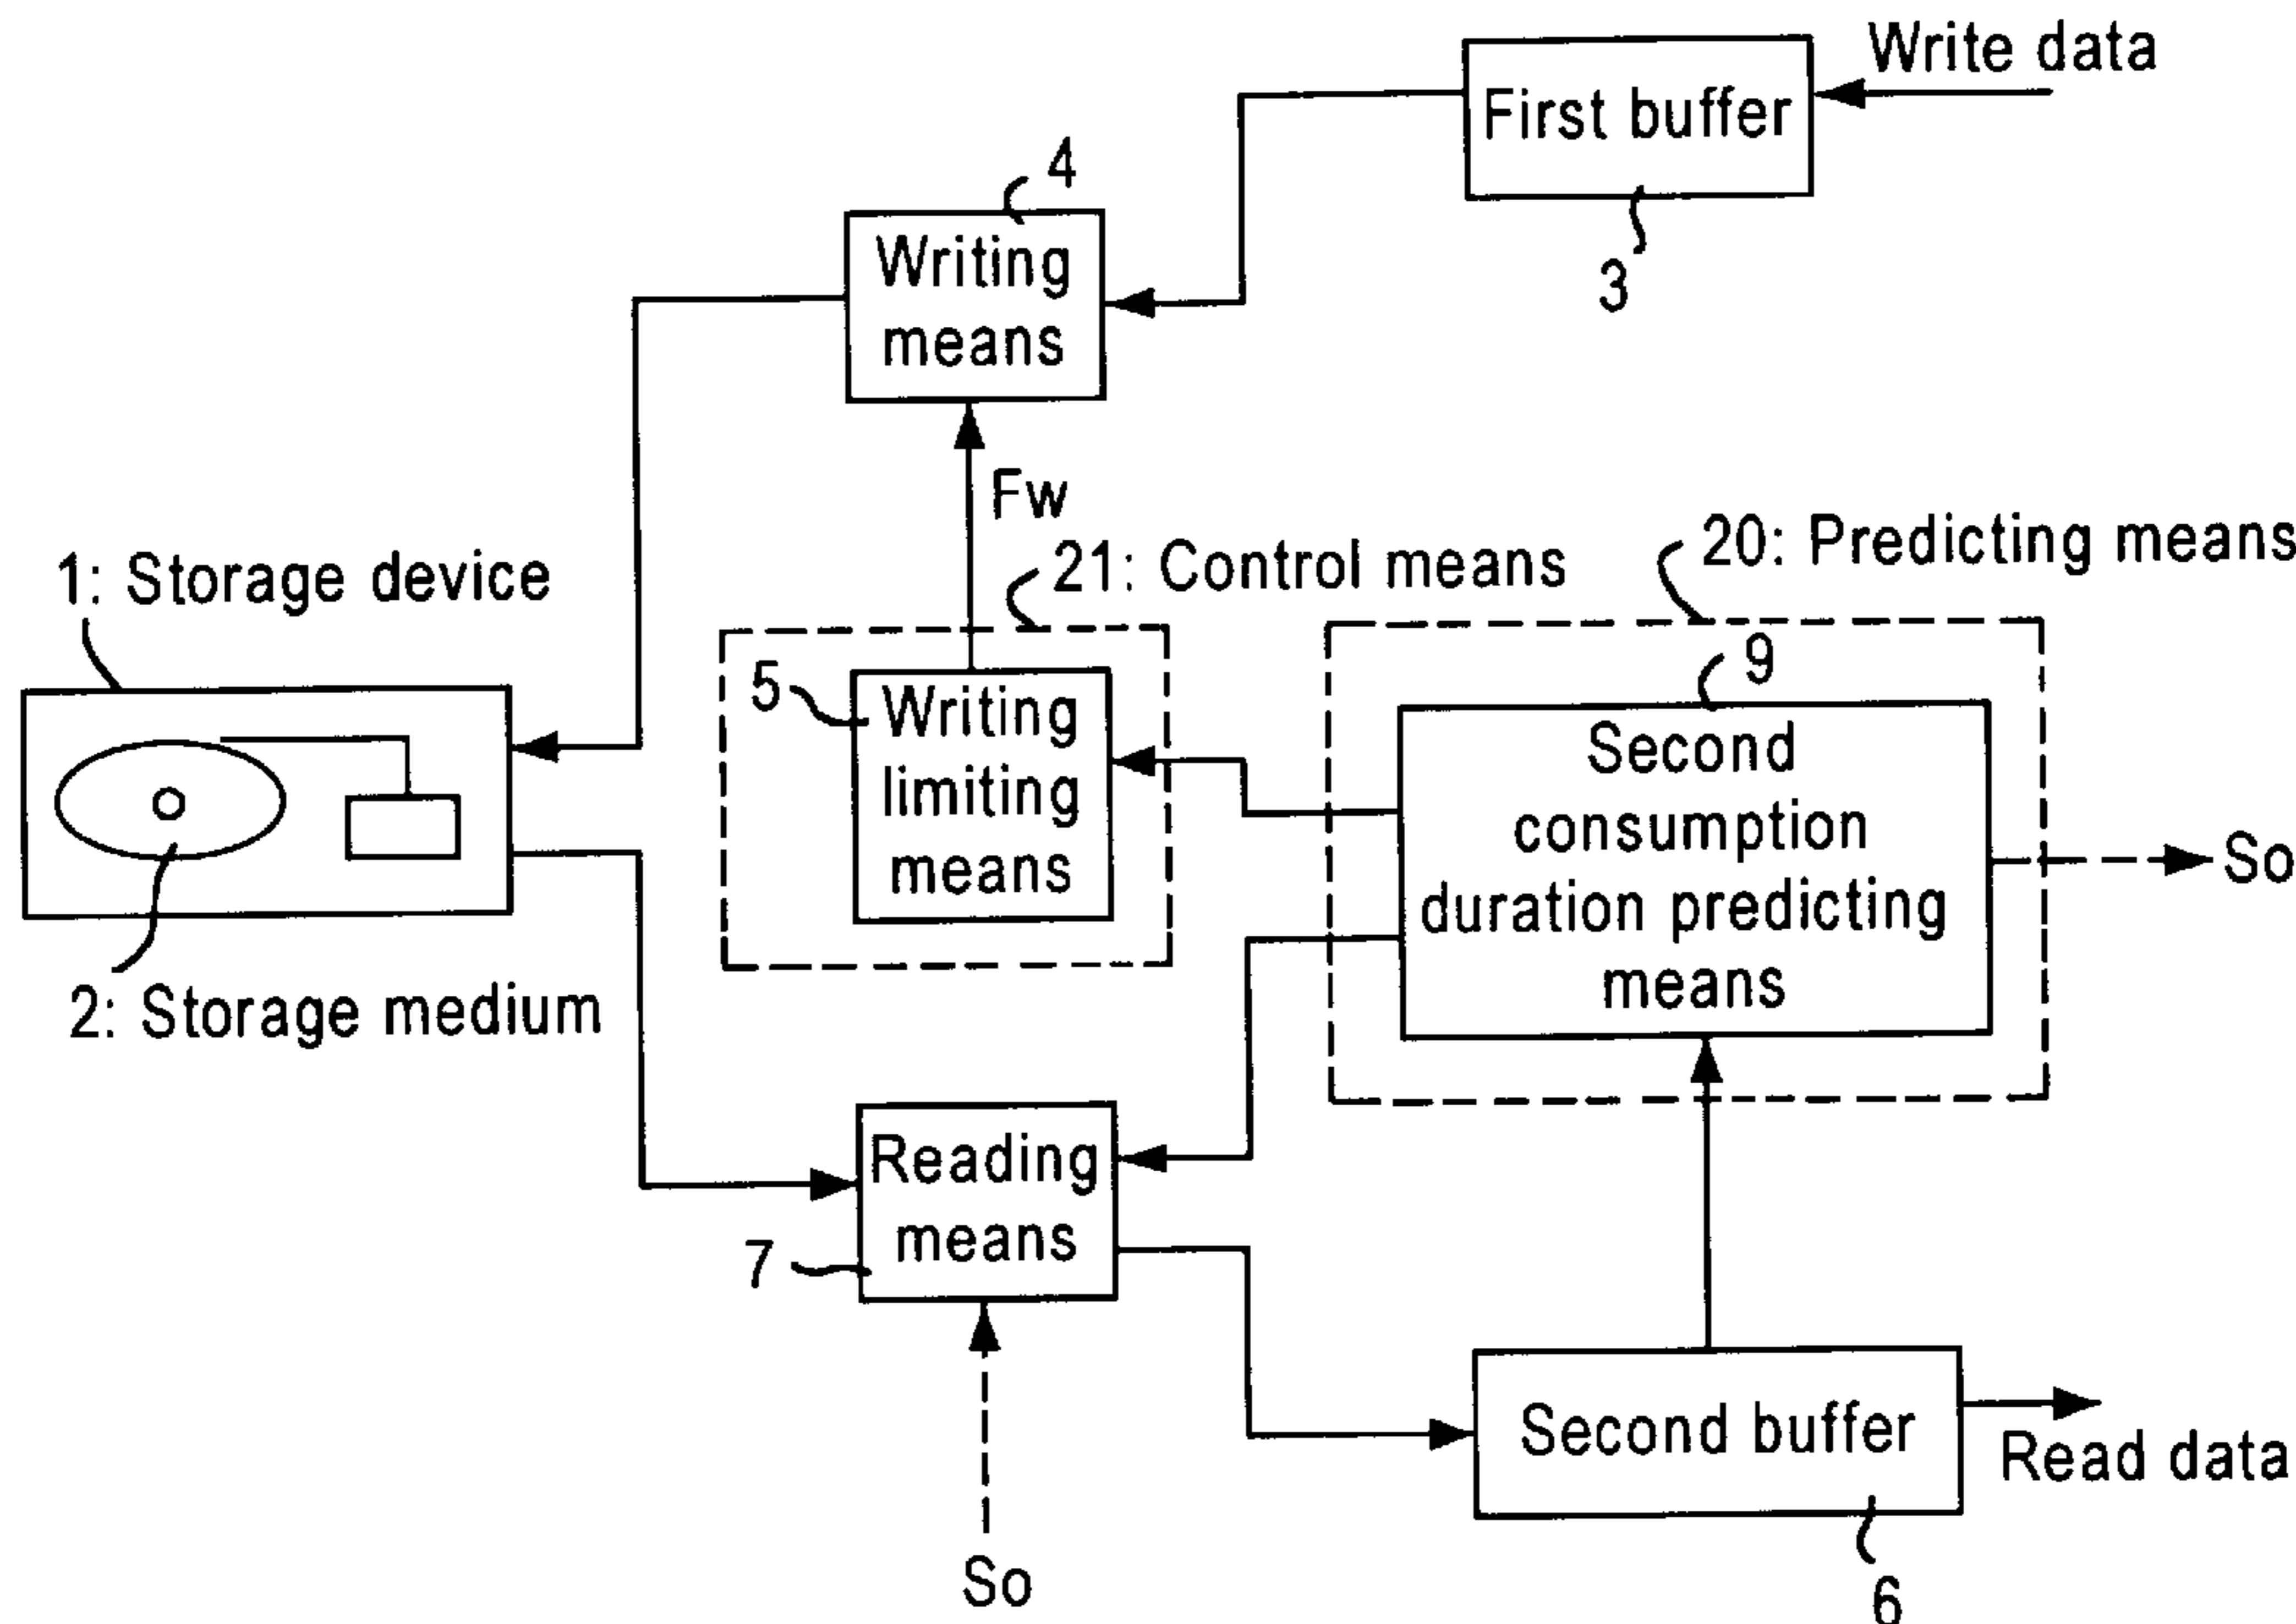 Write data
First buffer
3
4
Writing
means
Fw
20: Predicting means
21: Control means
1: Storage device
5
Writing
limiting
means
9
Second
consumption
duration predicting
means
So
2: Storage medium
Reading
means
7
Second buffer
Read data
So
6